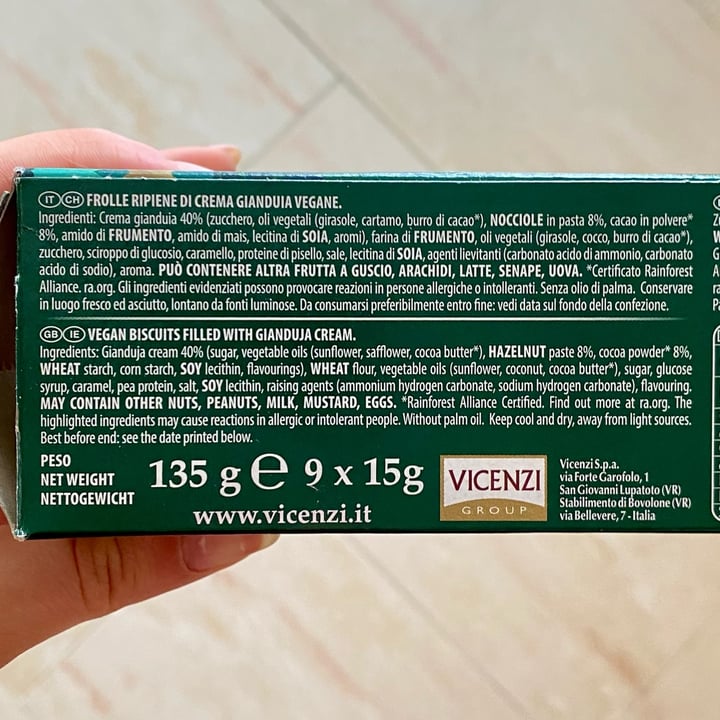 IT CH FROLLE RIPIENE DI CREMA GIANDUIA VEGANE.
Ingredienti: Crema gianduia 40% (zucchero, oli vegetali (girasole, cartamo, burro di cacao*), NOCCIOLE in pasta 8%, cacao in polvere*
8%, amido di FRUMENTO, amido di mais, lecitina di SOIA, aromi), farina di FRUMENTO, oli vegetali (girasole, cocco, burro di cacao*),
zucchero, sciroppo di glucosio, caramello, proteine di pisello, sale, lecitina di SOIA, agenti lievitanti (carbonato acido di ammonio, carbonato
acido di sodio), aroma. PUÒ CONTENERE ALTRA FRUTTA A GUSCIO, ARACHIDI, LATTE, SENAPE, UOVA. *Certificato Rainforest
Alliance. ra.org. Gli ingredienti evidenziati possono provocare reazioni in persone allergiche o intolleranti. Senza olio di palma. Conservare
in luogo fresco ed asciutto, lontano da fonti luminose. Da consumarsi preferibilmente entro fine: vedi data sul fondo della confezione.
GB IE VEGAN BISCUITS FILLED WITH GIANDUJA CREAM.
Ingredients: Gianduja cream 40% (sugar, vegetable oils (sunflower, safflower, cocoa butter*), HAZELNUT paste 8%, cocoa powder* 8%,
WHEAT starch, corn starch, SOY lecithin, flavourings), WHEAT flour, vegetable oils (sunflower, coconut, cocoa butter*), sugar, glucose
syrup, caramel, pea protein, salt, SOY lecithin, raising agents (ammonium hydrogen carbonate, sodium hydrogen carbonate), flavouring.
MAY CONTAIN OTHER NUTS, PEANUTS, MILK, MUSTARD, EGGS. *Rainforest Alliance Certified. Find out more at ra.org. The
highlighted ingredients may cause reactions in allergic or intolerant people. Without palm oil. Keep cool and dry, away from light sources.
Best before end: see the date printed below.
PESO
NET WEIGHT
NETTOGEWICHT
135 g ℮ 9 x 15g
www.vicenzi.it
VICENZI
GROUP
Vicenzi S.p.a.
via Forte Garofolo, 1
San Giovanni Lupatoto (VR)
Stabilimento di Bovolone (VR)
via Bellevere, 7 - Italia